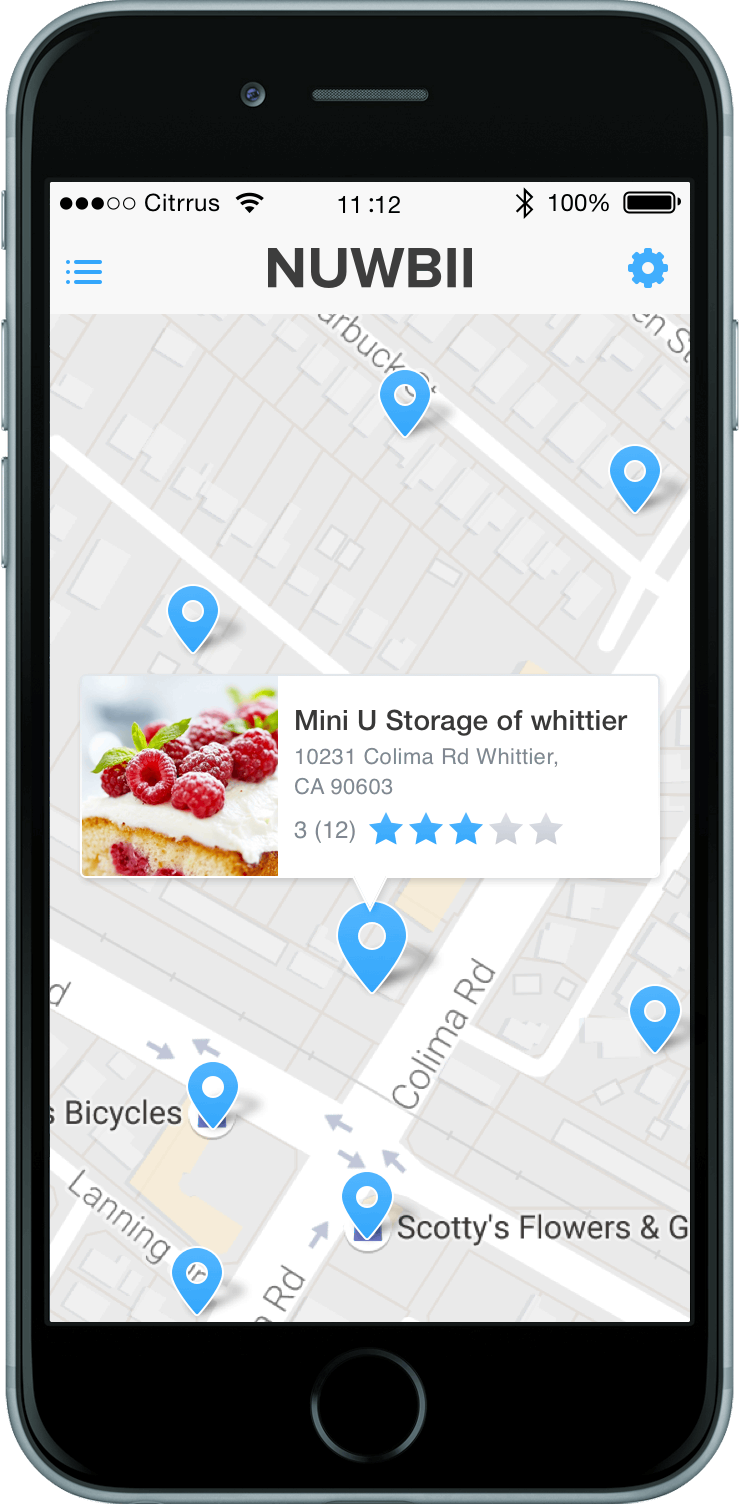 Citrrus 11:12 100%
NUWBII
Mini U Storage of whittier
10231 Colima Rd Whittier,
CA 90603
3 (12)
Colima Rd
s Bicycles
Lanning
Scotty's Flowers & G
Rd